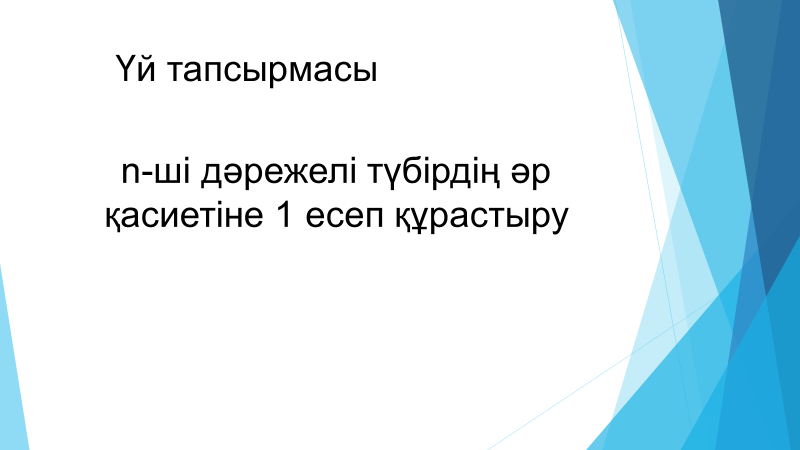 Үй тапсырмасы
n-ші дәрежелі түбірдің әр
қасиетіне 1 есеп құрастыру